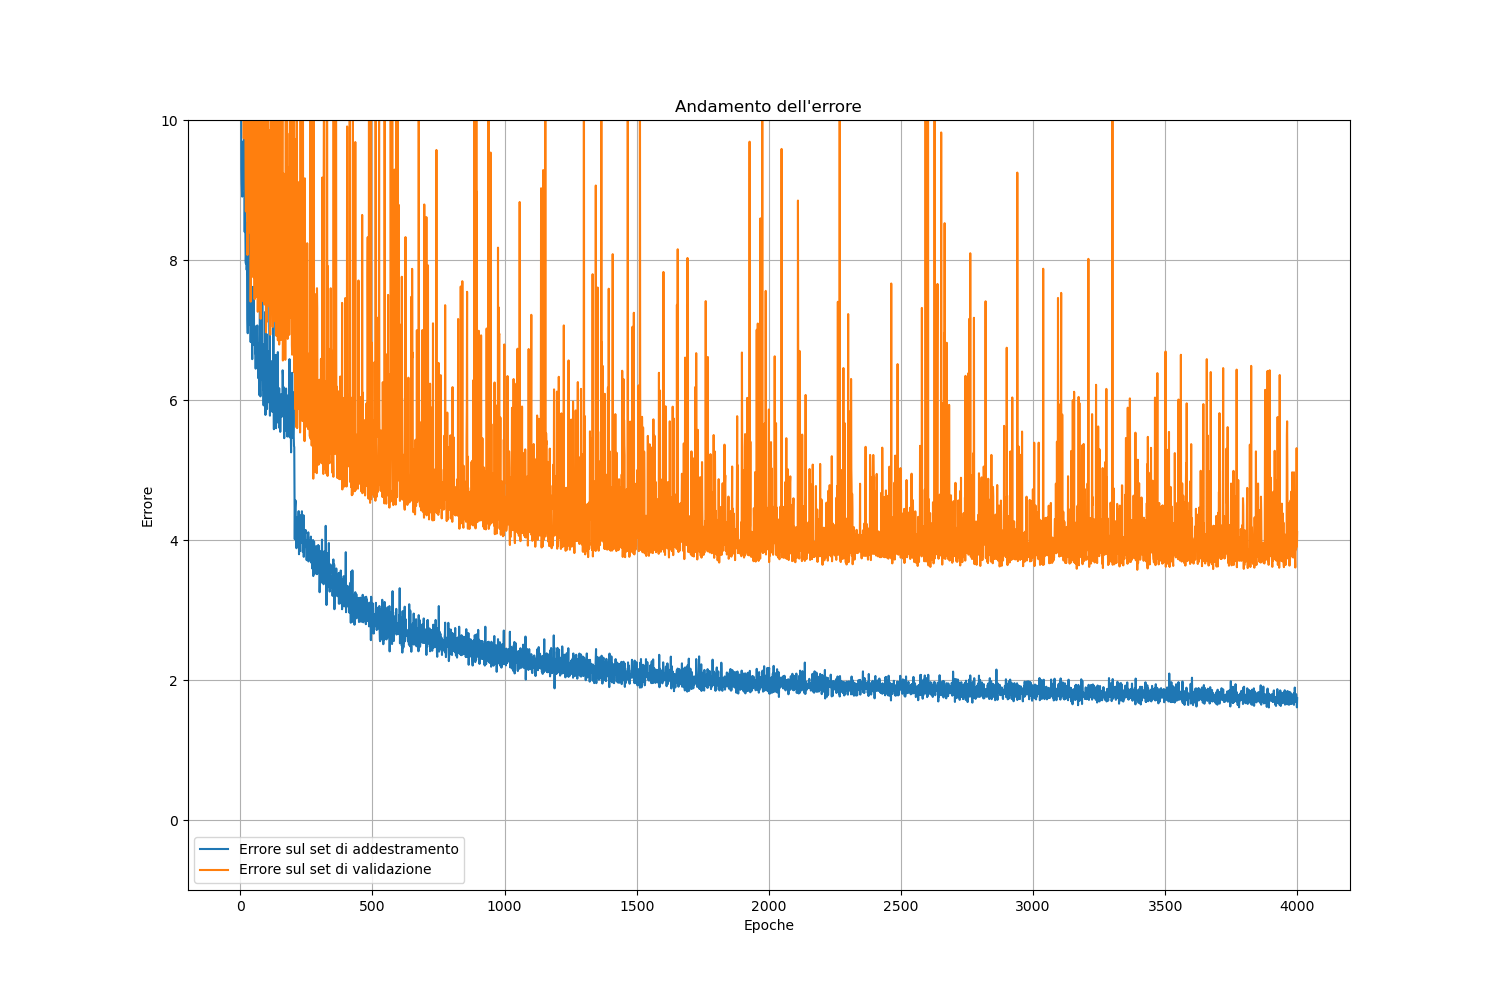 Andamento dell'errore
10
8
6
4
2
0
Errore
Errore sul set di addestramento
Errore sul set di validazione
0 500 1000 1500 2000 2500 3000 3500 4000
Epoche